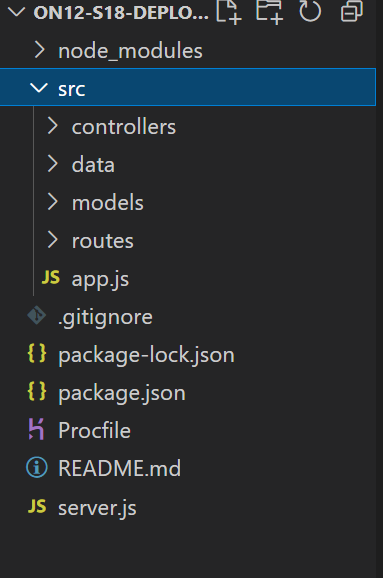 ON12-S18-DEPLO...
node_modules
src
controllers
data
models
routes
JS app.js
.gitignore
{} package-lock.json
{} package.json
Procfile
README.md
JS server.js